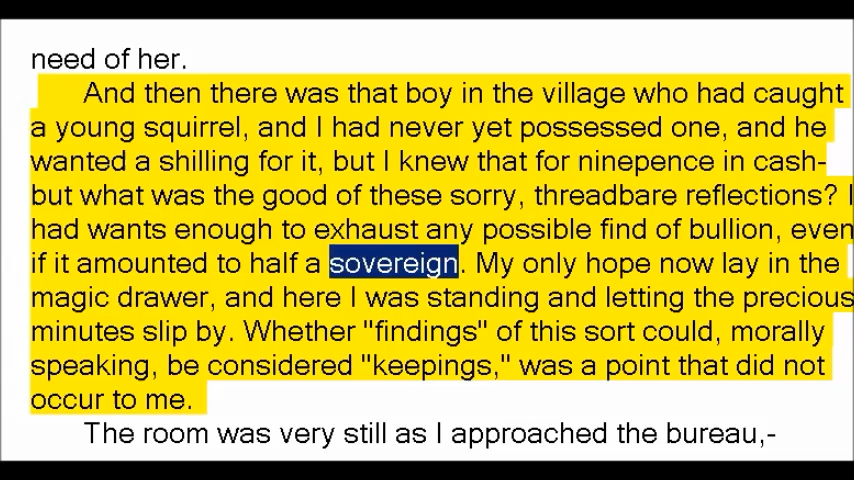 need of her.
And then there was that boy in the village who had caught
a young squirrel, and I had never yet possessed one, and he
wanted a shilling for it, but I knew that for ninepence in cash-
but what was the good of these sorry, threadbare reflections? I
had wants enough to exhaust any possible find of bullion, even
if it amounted to half a sovereign. My only hope now lay in the
magic drawer, and here I was standing and letting the precious
minutes slip by. Whether "findings" of this sort could, morally
speaking, be considered "keepings," was a point that did not
occur to me.
The room was very still as I approached the bureau,-